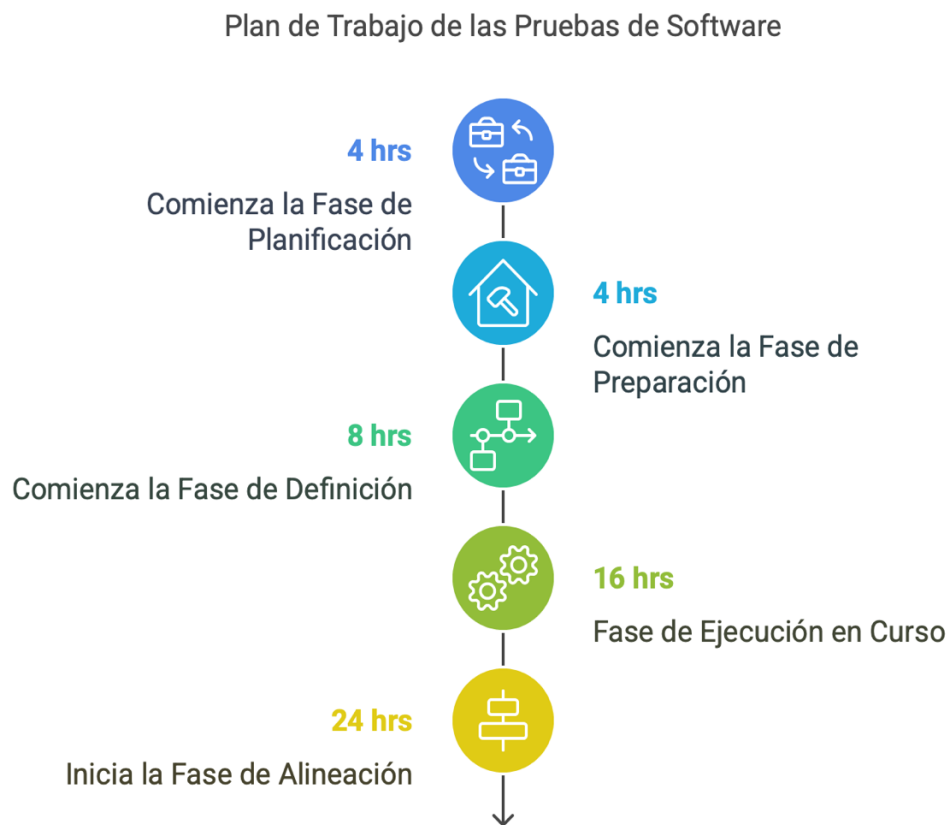 Plan de Trabajo de las Pruebas de Software
4 hrs
Comienza la Fase de
Planificación
4 hrs
Comienza la Fase de
Preparación
8 hrs
Comienza la Fase de Definición
16 hrs
Fase de Ejecución en Curso
24 hrs
Inicia la Fase de Alineación